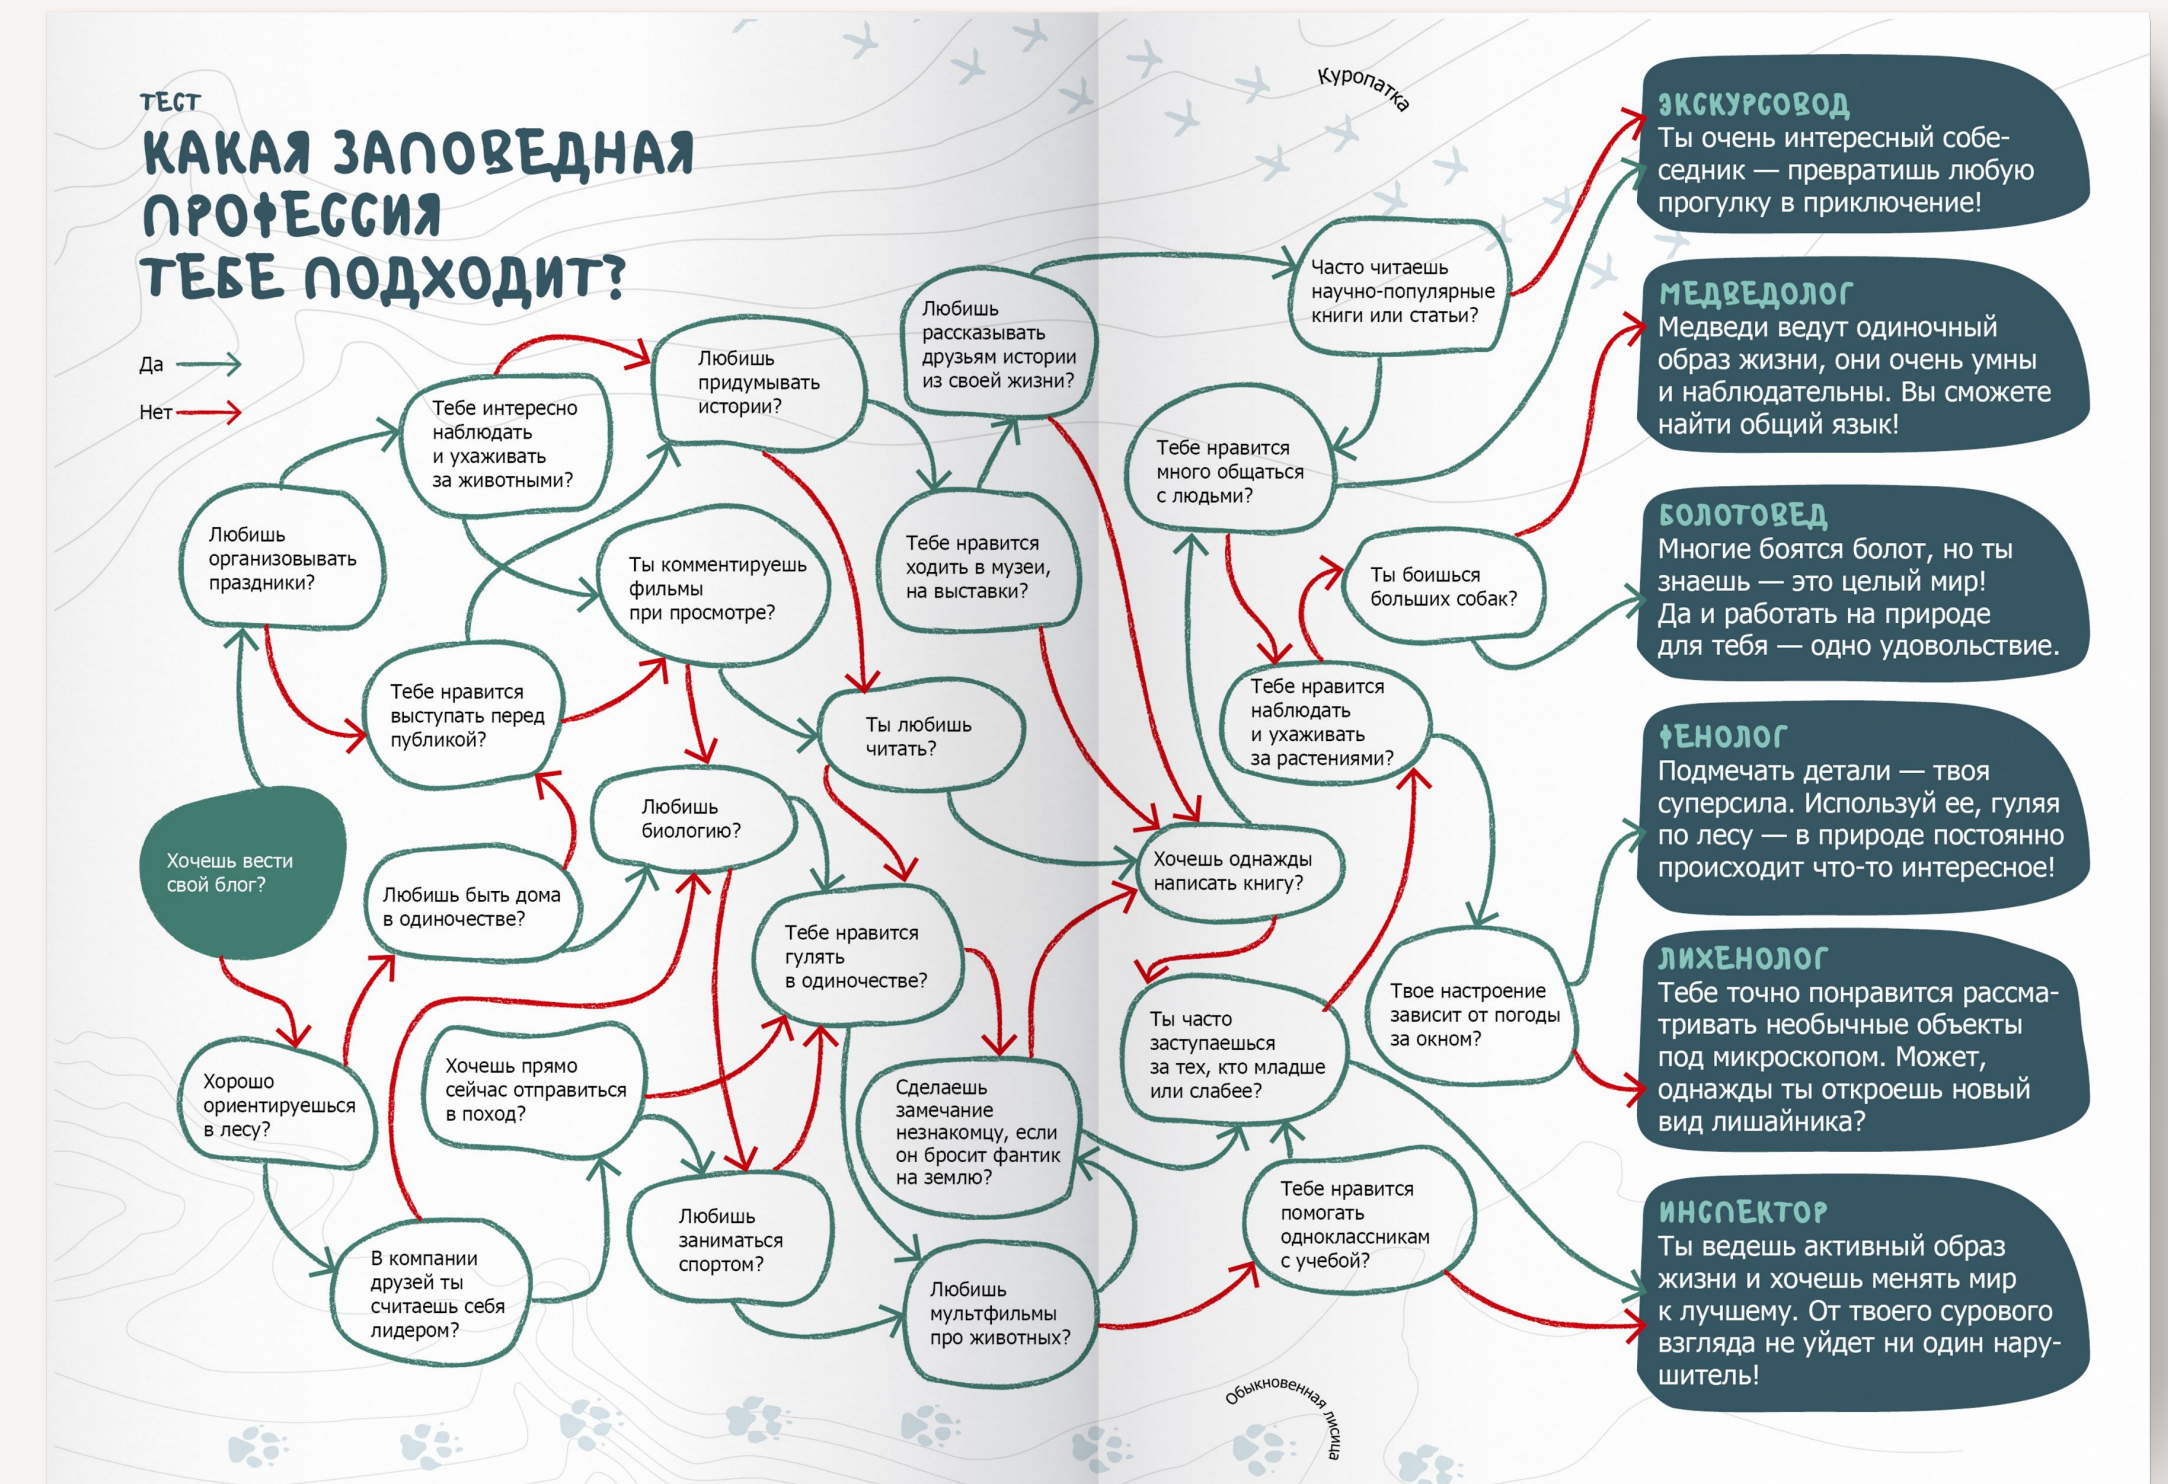 ТЕСТ
КАКАЯ ЗАПОВЕДНАЯ
ПРОФЕССИЯ
ТЕБЕ ПОДХОДИТ?
Да
Нет
Куропатка
Хочешь вести
свой блог?
Любишь
организовывать
праздники?
Тебе интересно
наблюдать
и ухаживать
за животными?
Любишь
придумывать
истории?
Тебе нравится
выступать перед
публикой?
Ты комментируешь
фильмы
при просмотре?
Любишь быть дома
в одиночестве?
Любишь
биологию?
Хорошо
ориентируешься
в лесу?
Хочешь прямо
сейчас отправиться
в поход?
В компании
друзей ты
считаешь себя
лидером?
Любишь
заниматься
спортом?
Любишь
рассказывать
друзьям истории
из своей жизни?
Тебе нравится
ходить в музеи,
на выставки?
Ты любишь
читать?
Тебе нравится
гулять
в одиночестве?
Сделаешь
замечание
незнакомцу, если
он бросит фантик
на землю?
Любишь
мультфильмы
про животных?
Часто читаешь
научно-популярные
книги или статьи?
Тебе нравится
много общаться
с людьми?
Ты боишься
больших собак?
Тебе нравится
наблюдать
и ухаживать
за растениями?
Хочешь однажды
написать книгу?
Ты часто
заступаешься
за тех, кто младше
или слабее?
Твое настроение
зависит от погоды
за окном?
Тебе нравится
помогать
одноклассникам
с учебой?
Обыкновенная лисица
ЭКСКУРСОВОД
Ты очень интересный собе-
седник — превратишь любую
прогулку в приключение!
МЕДВЕДОЛОГ
Медведи ведут одиночный
образ жизни, они очень умны
и наблюдательны. Вы сможете
найти общий язык!
БОЛОТОВЕД
Многие боятся болот, но ты
знаешь — это целый мир!
Да и работать на природе
для тебя — одно удовольствие.
ФЕНОЛОГ
Подмечать детали — твоя
суперсила. Используй ее, гуляя
по лесу — в природе постоянно
происходит что-то интересное!
ЛИХЕНОЛОГ
Тебе точно понравится рассма-
тривать необычные объекты
под микроскопом. Может,
однажды ты откроешь новый
вид лишайника?
ИНСПЕКТОР
Ты ведешь активный образ
жизни и хочешь менять мир
к лучшему. От твоего сурового
взгляда не уйдет ни один нару-
шитель!